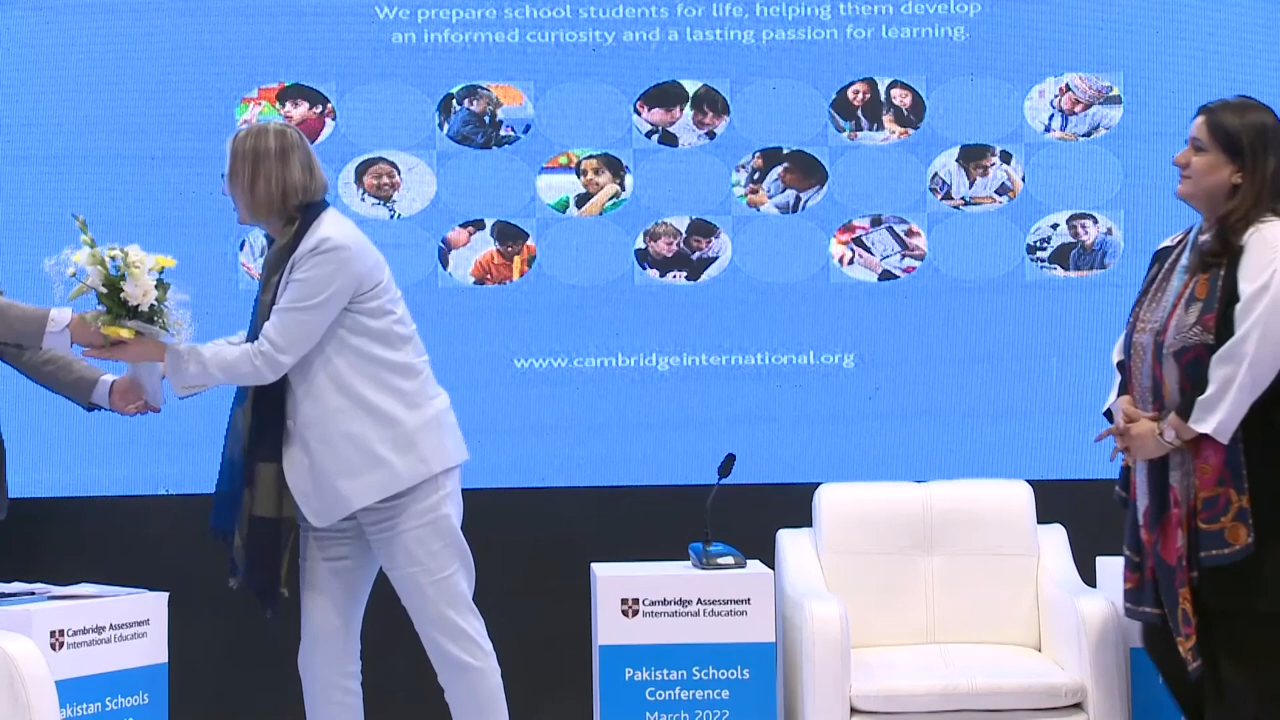 We prepare school students for life, helping them develop
an informed curiosity and a lasting passion for learning.
www.cambridgeinternational.org
Cambridge Assessment
International Education
Pakistan Schools
Conference
March 2022
Cambridge Assessment
International Education
akistan Schools